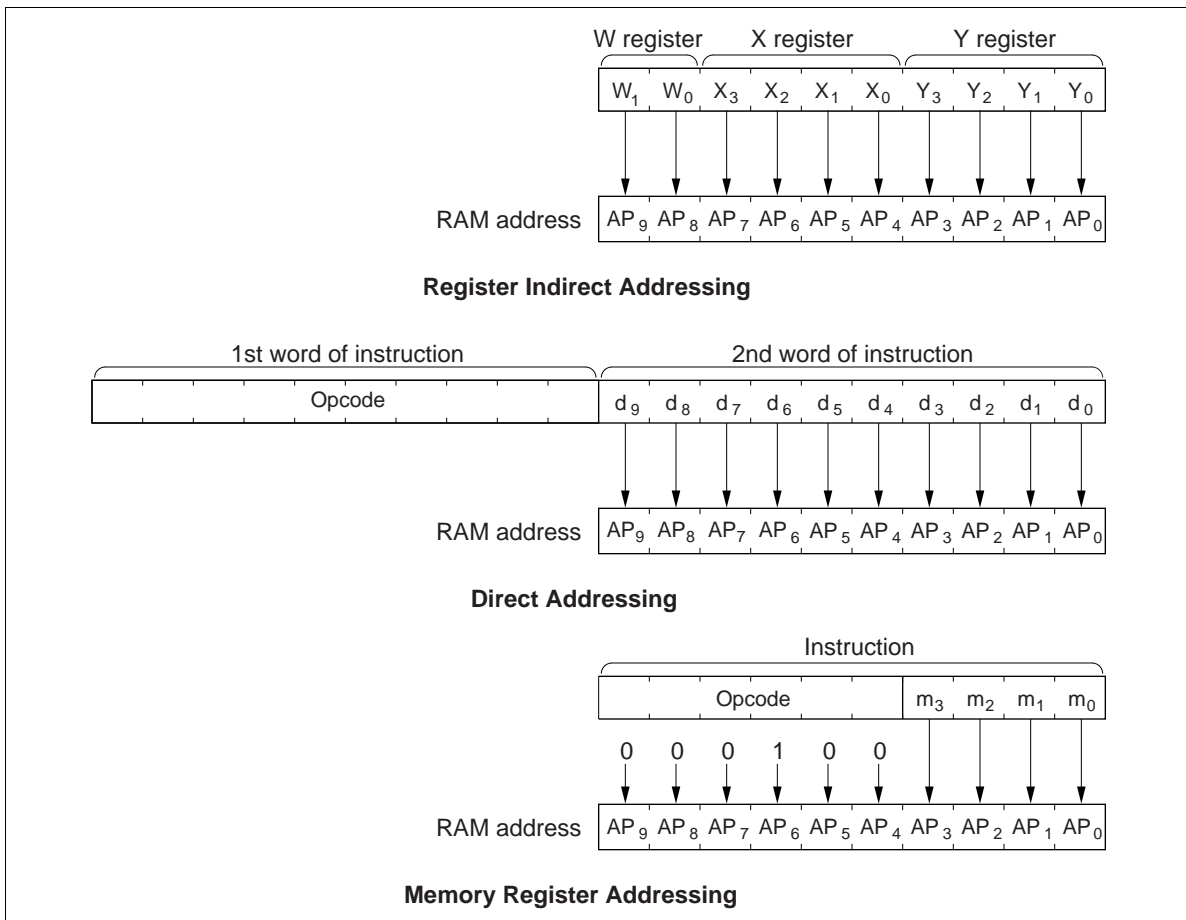 W register X register Y register
W1 W0 X3 X2 X1 X0 Y3 Y2 Y1 Y0
RAM address AP9 AP8 AP7 AP6 AP5 AP4 AP3 AP2 AP1 AP0
Register Indirect Addressing
1st word of instruction 2nd word of instruction
Opcode d9 d8 d7 d6 d5 d4 d3 d2 d1 d0
RAM address AP9 AP8 AP7 AP6 AP5 AP4 AP3 AP2 AP1 AP0
Direct Addressing
Instruction
Opcode m3 m2 m1 m0
0 0 0 1 0 0
RAM address AP9 AP8 AP7 AP6 AP5 AP4 AP3 AP2 AP1 AP0
Memory Register Addressing